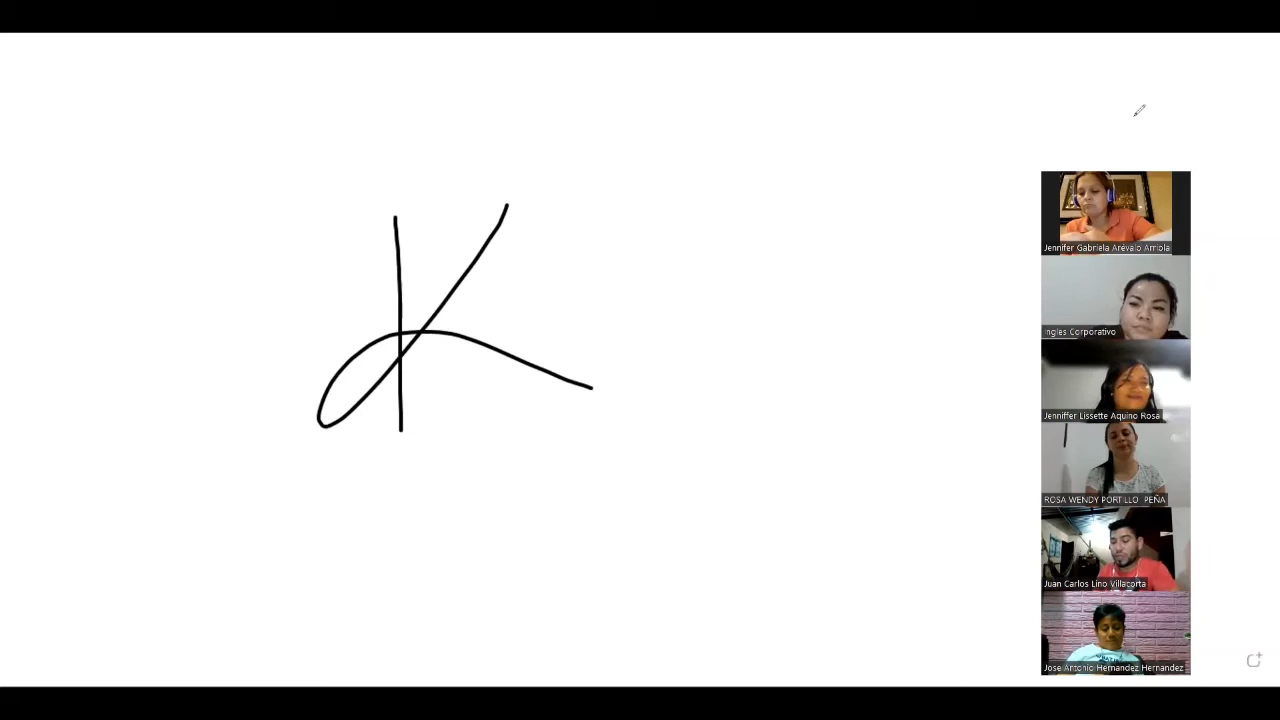 K
Jennifer Gabriela Arévalo Arriola
Ingles Corporativo
Jenniffer Lissette Aquino Rosa
ROSA WENDY PORTILLO PEÑA
Juan Carlos Lino Villacorta
Jose Antonio Hernandez Hernandez